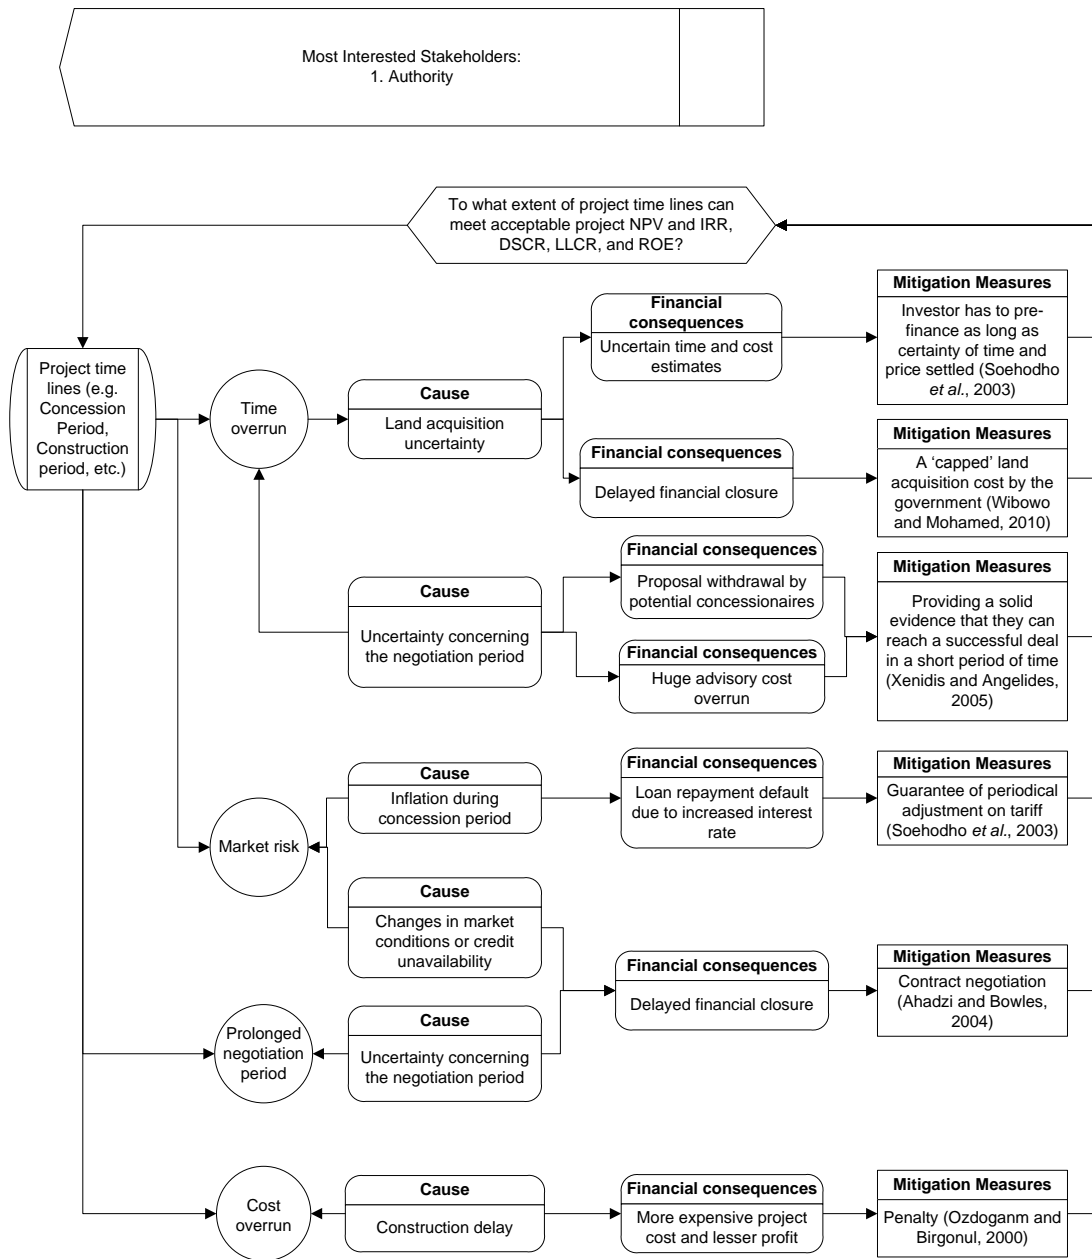 Most Interested Stakeholders:
1. Authority
To what extent of project time lines can
meet acceptable project NPV and IRR,
DSCR, LLCR, and ROE?
Project time
lines (e.g.
Concession
Period,
Construction
period, etc.)
Time
overrun
Cause
Land acquisition
uncertainty
Financial
consequences
Uncertain time and cost
estimates
Mitigation Measures
Investor has to pre-
finance as long as
certainty of time and
price settled (Soehodho
et al., 2003)
Financial consequences
Delayed financial closure
Mitigation Measures
A ‘capped’ land
acquisition cost by the
government (Wibowo
and Mohamed, 2010)
Cause
Uncertainty concerning
the negotiation period
Financial consequences
Proposal withdrawal by
potential concessionaires
Financial consequences
Huge advisory cost
overrun
Mitigation Measures
Providing a solid
evidence that they can
reach a successful deal
in a short period of time
(Xenidis and Angelides,
2005)
Market risk
Cause
Inflation during
concession period
Financial consequences
Loan repayment default
due to increased interest
rate
Mitigation Measures
Guarantee of periodical
adjustment on tariff
(Soehodho et al., 2003)
Cause
Changes in market
conditions or credit
unavailability
Financial consequences
Delayed financial closure
Mitigation Measures
Contract negotiation
(Ahadzi and Bowles,
2004)
Prolonged
negotiation
period
Cause
Uncertainty concerning
the negotiation period
Cost
overrun
Cause
Construction delay
Financial consequences
More expensive project
cost and lesser profit
Mitigation Measures
Penalty (Ozdoganm and
Birgonul, 2000)